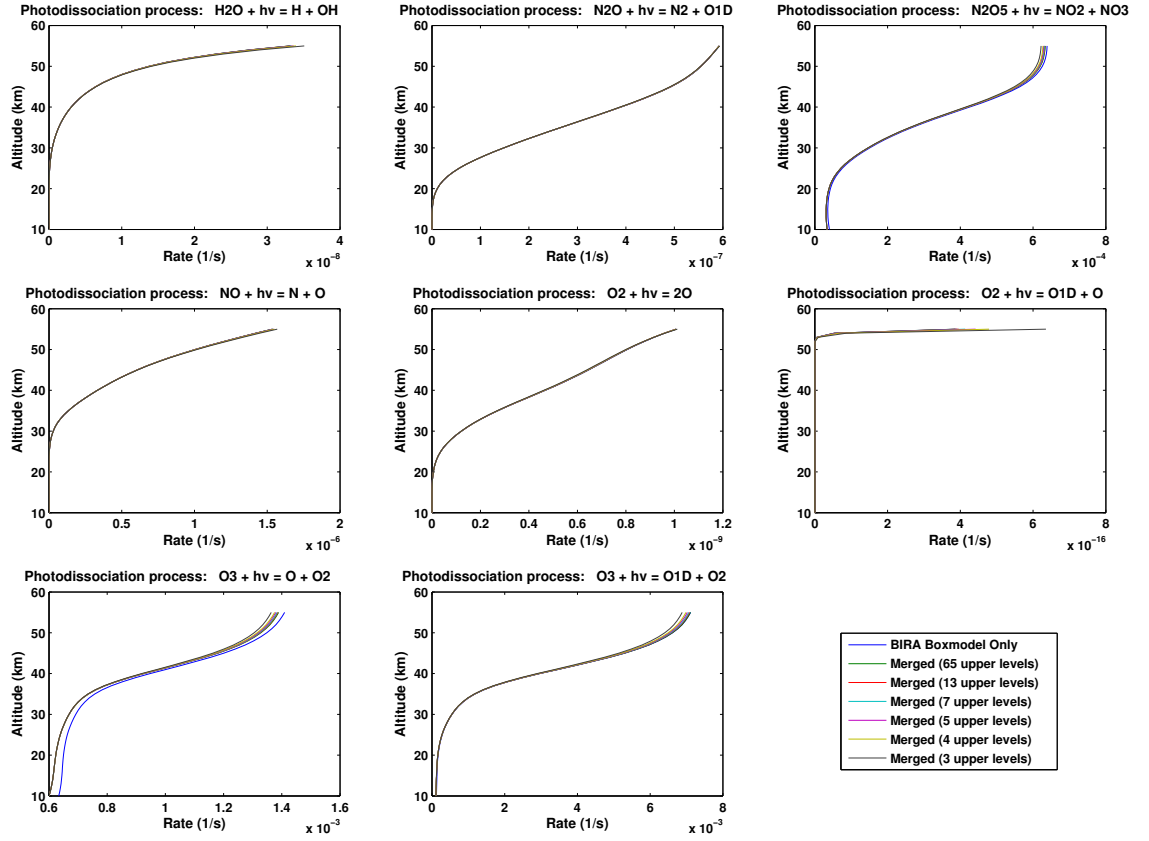 Photodissociation process: H2O + hν = H + OH
60
50
40
30
20
10
Altitude (km)
0 1 2 3 4
Rate (1/s)
x 10⁻⁸
Photodissociation process: N2O + hν = N2 + O1D
60
50
40
30
20
10
Altitude (km)
0 1 2 3 4 5 6
Rate (1/s)
x 10⁻⁷
Photodissociation process: N2O5 + hν = NO2 + NO3
60
50
40
30
20
10
Altitude (km)
0 2 4 6 8
Rate (1/s)
x 10⁻⁴
Photodissociation process: NO + hν = N + O
60
50
40
30
20
10
Altitude (km)
0 0.5 1 1.5 2
Rate (1/s)
x 10⁻⁶
Photodissociation process: O2 + hν = 2O
60
50
40
30
20
10
Altitude (km)
0 0.2 0.4 0.6 0.8 1 1.2
Rate (1/s)
x 10⁻⁹
Photodissociation process: O2 + hν = O1D + O
60
50
40
30
20
10
Altitude (km)
0 2 4 6 8
Rate (1/s)
x 10⁻¹⁶
Photodissociation process: O3 + hν = O + O2
60
50
40
30
20
10
Altitude (km)
0.6 0.8 1 1.2 1.4 1.6
Rate (1/s)
x 10⁻³
Photodissociation process: O3 + hν = O1D + O2
60
50
40
30
20
10
Altitude (km)
0 2 4 6 8
Rate (1/s)
x 10⁻³
BIRA Boxmodel Only
Merged (65 upper levels)
Merged (13 upper levels)
Merged (7 upper levels)
Merged (5 upper levels)
Merged (4 upper levels)
Merged (3 upper levels)